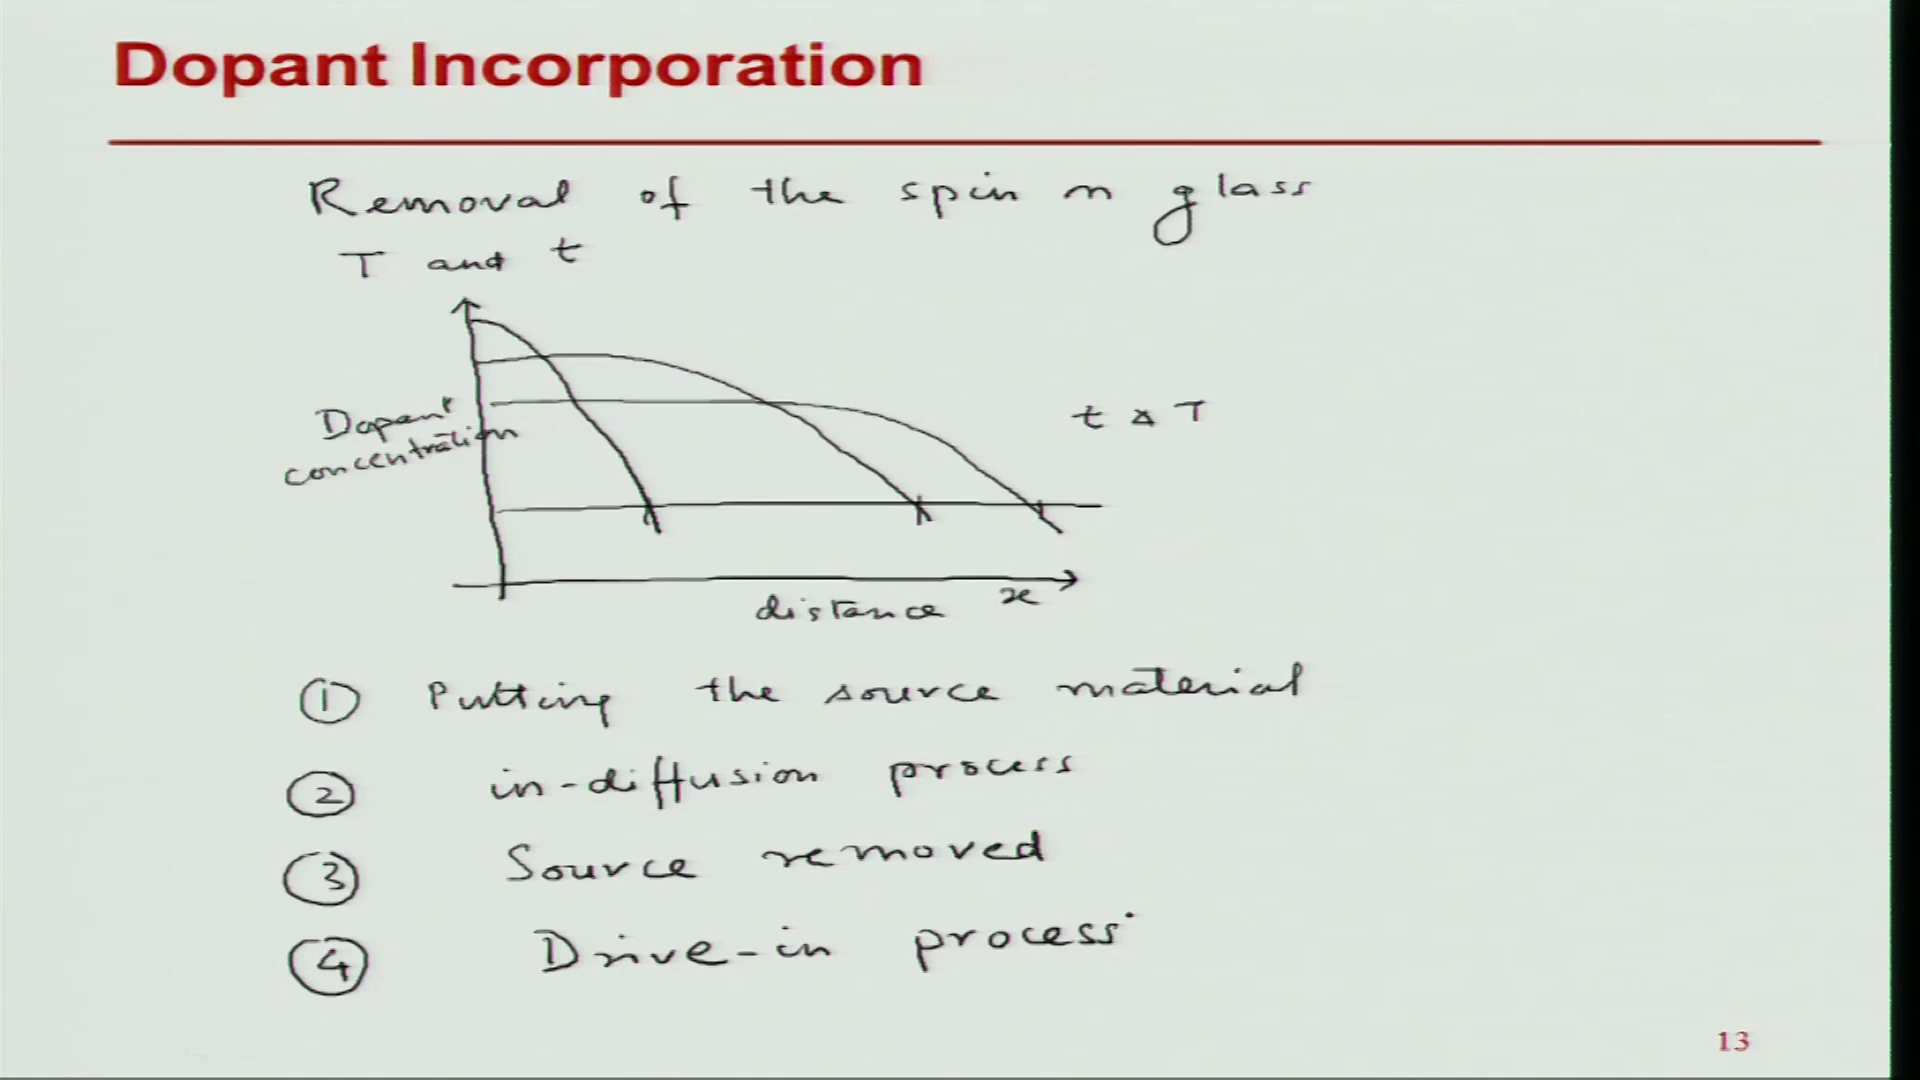 Dopant Incorporation
Removal of the spin on glass
T and t
Dopant
concentration
t & T
distance x
① Putting the source material
② in-diffusion process
③ Source removed
④ Drive-in process
13